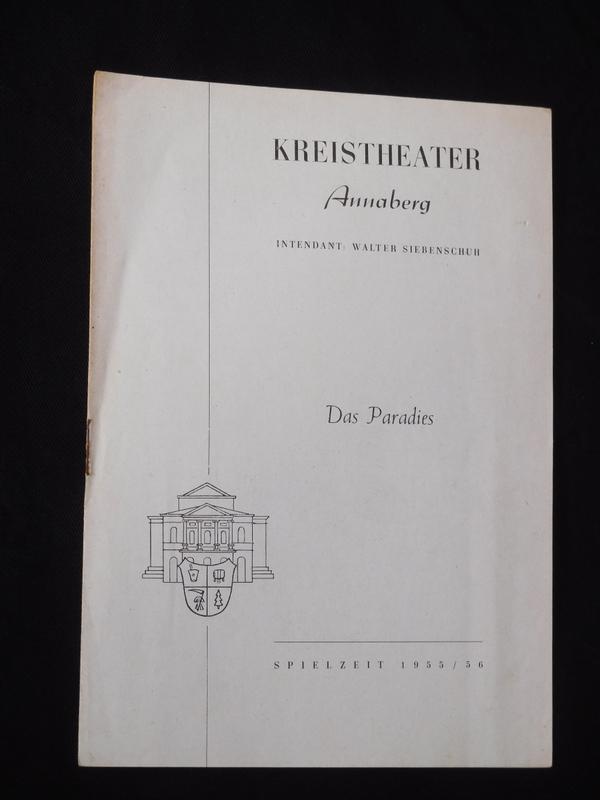 KREISTHEATER
Annaberg
INTENDANT: WALTER SIEBENSCHUH
Das Paradies
SPIELZEIT 1955/56